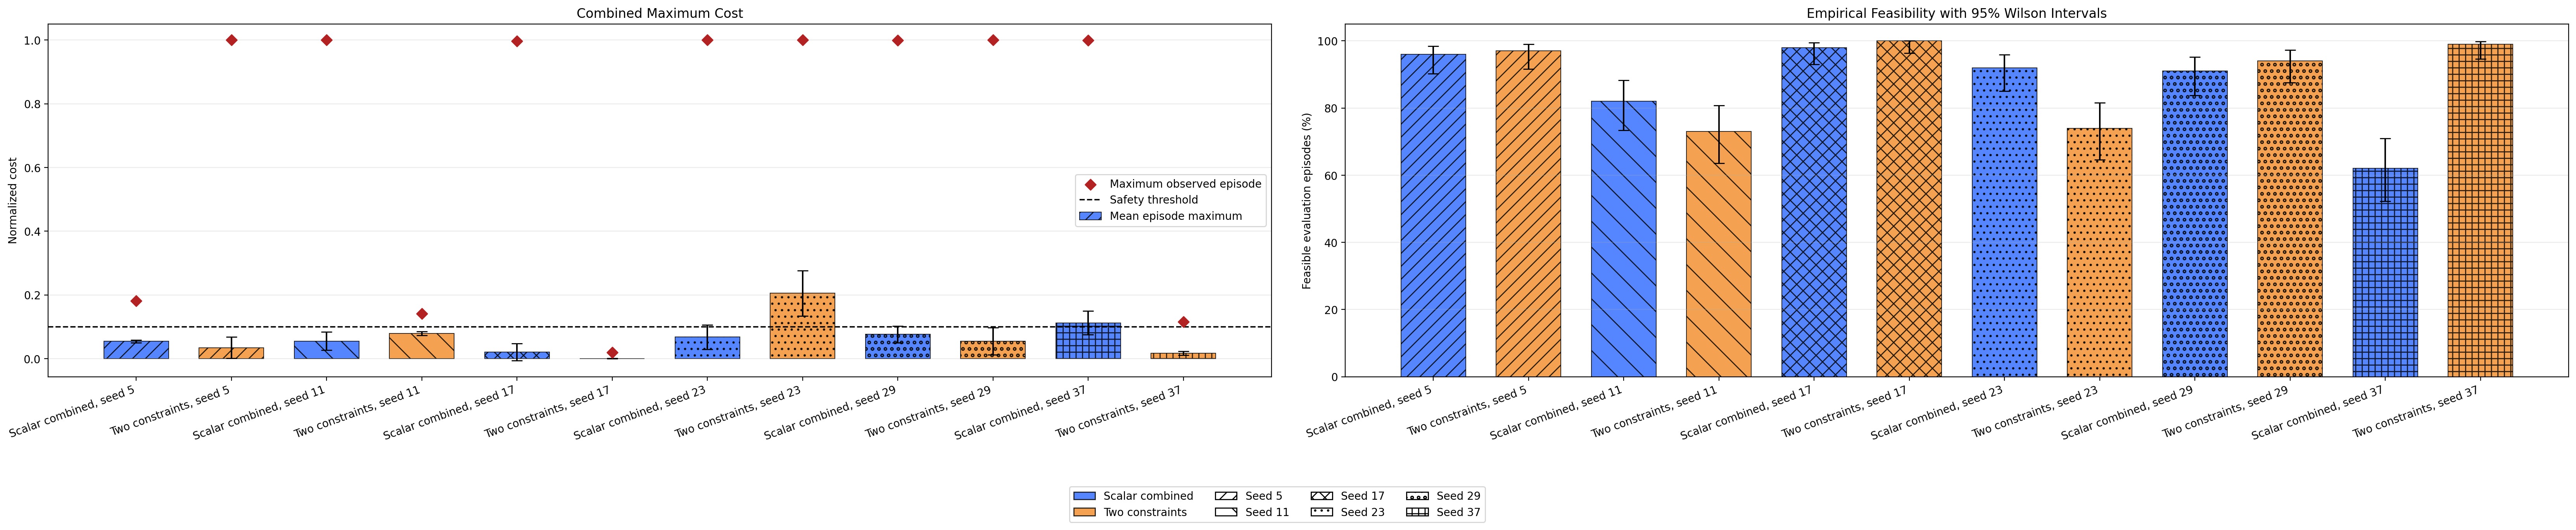 Combined Maximum Cost
Normalized cost
1.0
0.8
0.6
0.4
0.2
0.0
Maximum observed episode
Safety threshold
Mean episode maximum
Scalar combined, seed 5
Two constraints, seed 5
Scalar combined, seed 11
Two constraints, seed 11
Scalar combined, seed 17
Two constraints, seed 17
Scalar combined, seed 23
Two constraints, seed 23
Scalar combined, seed 29
Two constraints, seed 29
Scalar combined, seed 37
Two constraints, seed 37
Empirical Feasibility with 95% Wilson Intervals
Feasible evaluation episodes (%)
100
80
60
40
20
0
Scalar combined, seed 5
Two constraints, seed 5
Scalar combined, seed 11
Two constraints, seed 11
Scalar combined, seed 17
Two constraints, seed 17
Scalar combined, seed 23
Two constraints, seed 23
Scalar combined, seed 29
Two constraints, seed 29
Scalar combined, seed 37
Two constraints, seed 37
Scalar combined Seed 5 Seed 17 Seed 29
Two constraints Seed 11 Seed 23 Seed 37